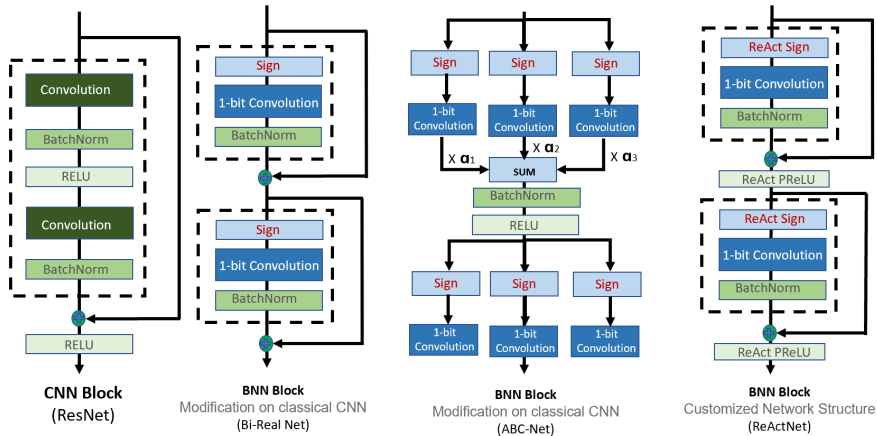 Convolution
BatchNorm
RELU
Convolution
BatchNorm
RELU
CNN Block
(ResNet)
Sign
1-bit Convolution
BatchNorm
Sign
1-bit Convolution
BatchNorm
BNN Block
Modification on classical CNN
(Bi-Real Net)
Sign
Sign
Sign
1-bit
Convolution
1-bit
Convolution
1-bit
Convolution
X α1
X α2
X α3
SUM
BatchNorm
RELU
Sign
Sign
Sign
1-bit
Convolution
1-bit
Convolution
1-bit
Convolution
BNN Block
Modification on classical CNN
(ABC-Net)
ReAct Sign
1-bit Convolution
BatchNorm
ReAct PReLU
ReAct Sign
1-bit Convolution
BatchNorm
ReAct PReLU
BNN Block
Customized Network Structure
(ReActNet)